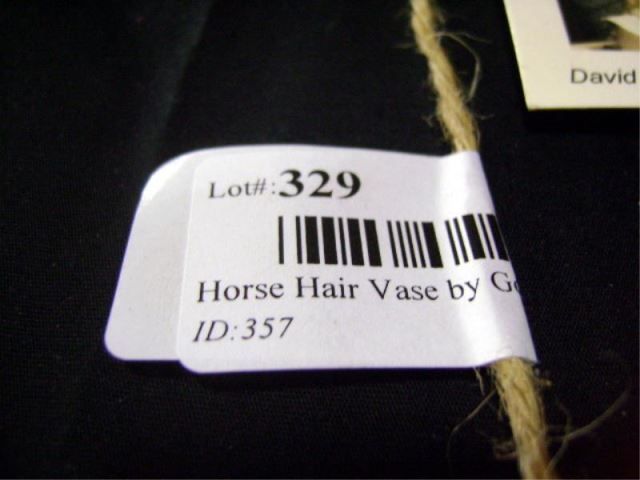 David
Lot#:329
Horse Hair Vase by
ID:357